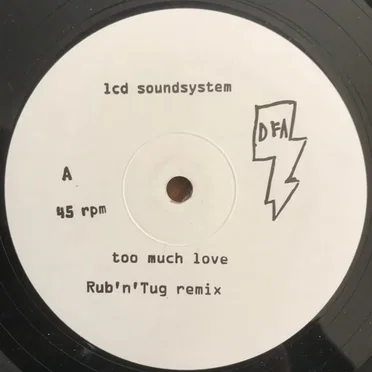 lcd soundsystem
DFA
A
45 rpm
too much love
Rub'n'Tug remix